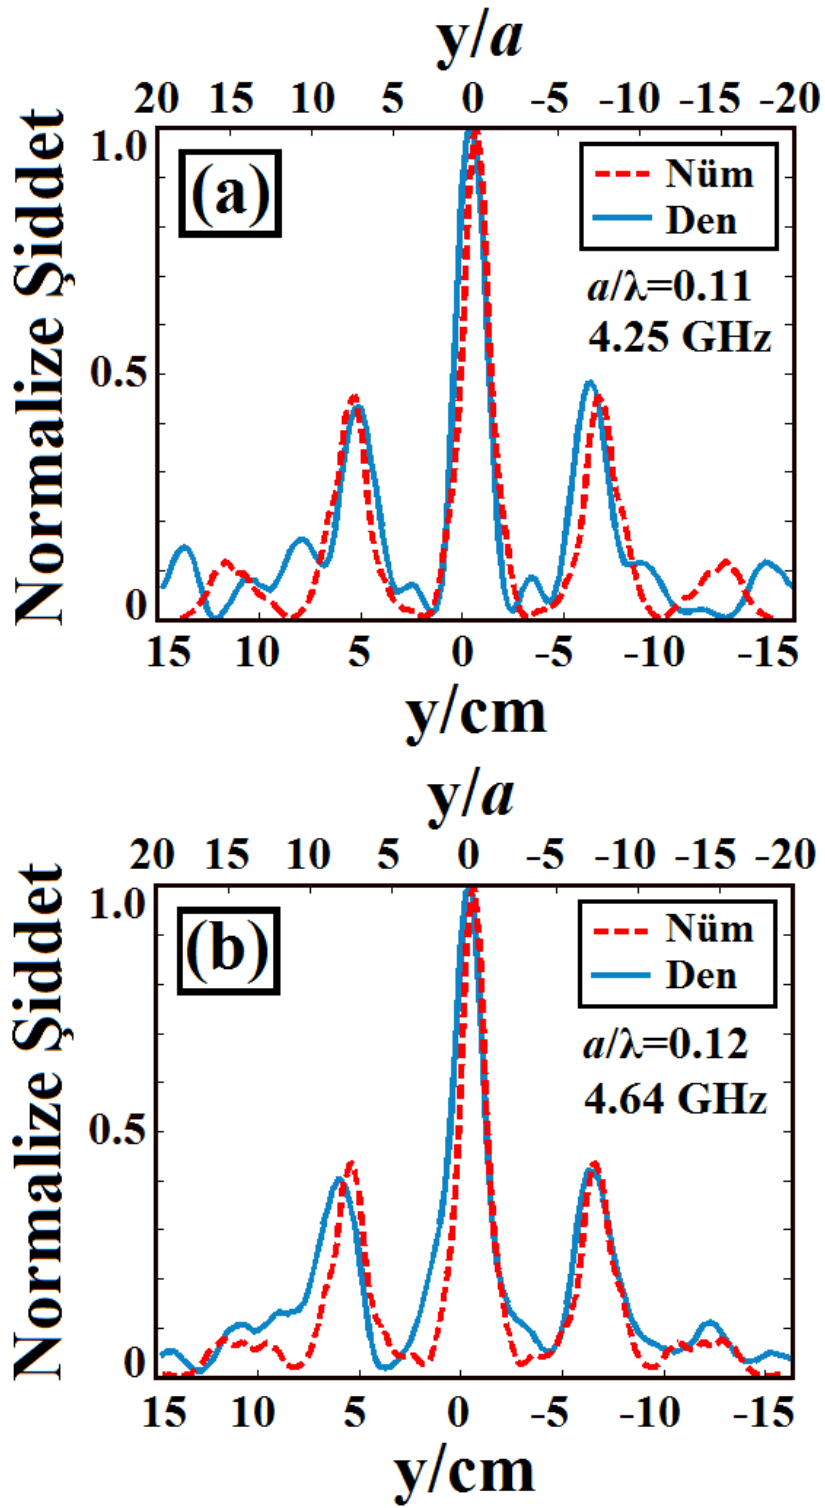 y/a
20 15 10 5 0 -5 -10 -15 -20
1.0
(a)
Nüm
Den
a/λ=0.11
4.25 GHz
0.5
0
Normalize Şiddet
15 10 5 0 -5 -10 -15
y/cm
y/a
20 15 10 5 0 -5 -10 -15 -20
1.0
(b)
Nüm
Den
a/λ=0.12
4.64 GHz
0.5
0
Normalize Şiddet
15 10 5 0 -5 -10 -15
y/cm